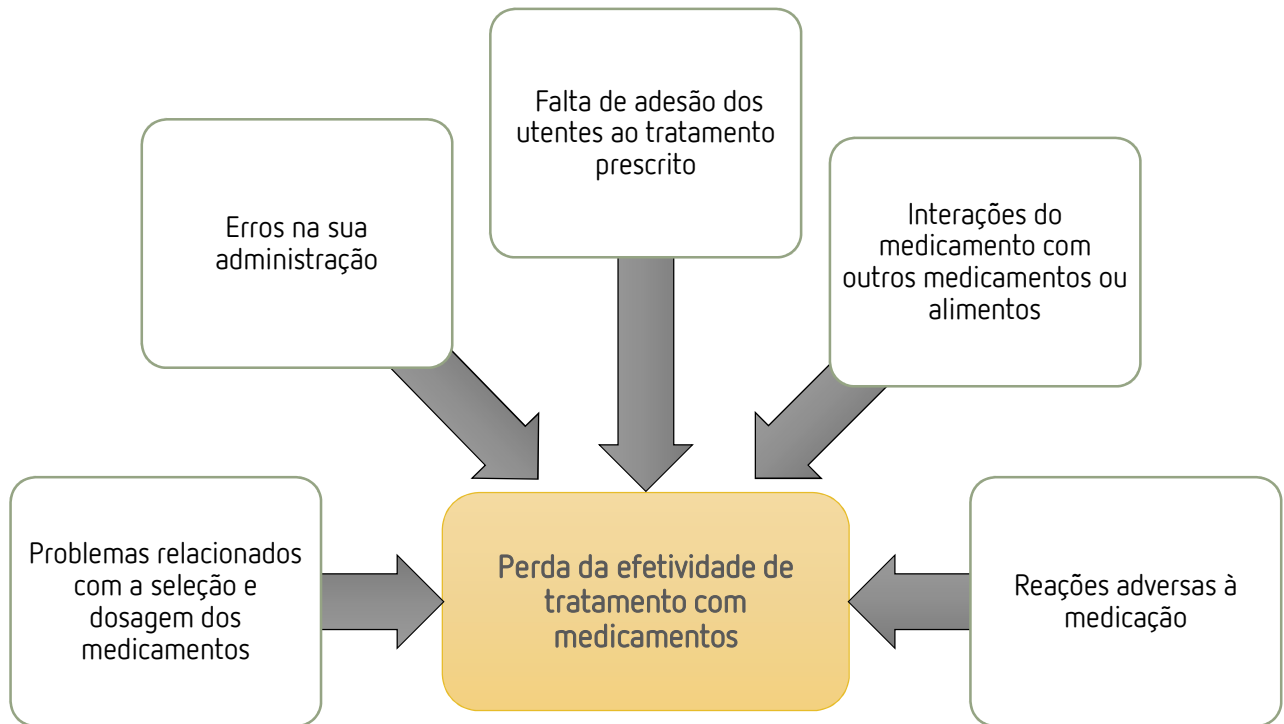 Falta de adesão dos
utentes ao tratamento
prescrito
Erros na sua
administração
Interações do
medicamento com
outros medicamentos ou
alimentos
Problemas relacionados
com a seleção e
dosagem dos
medicamentos
Perda da efetividade de
tratamento com
medicamentos
Reações adversas à
medicação